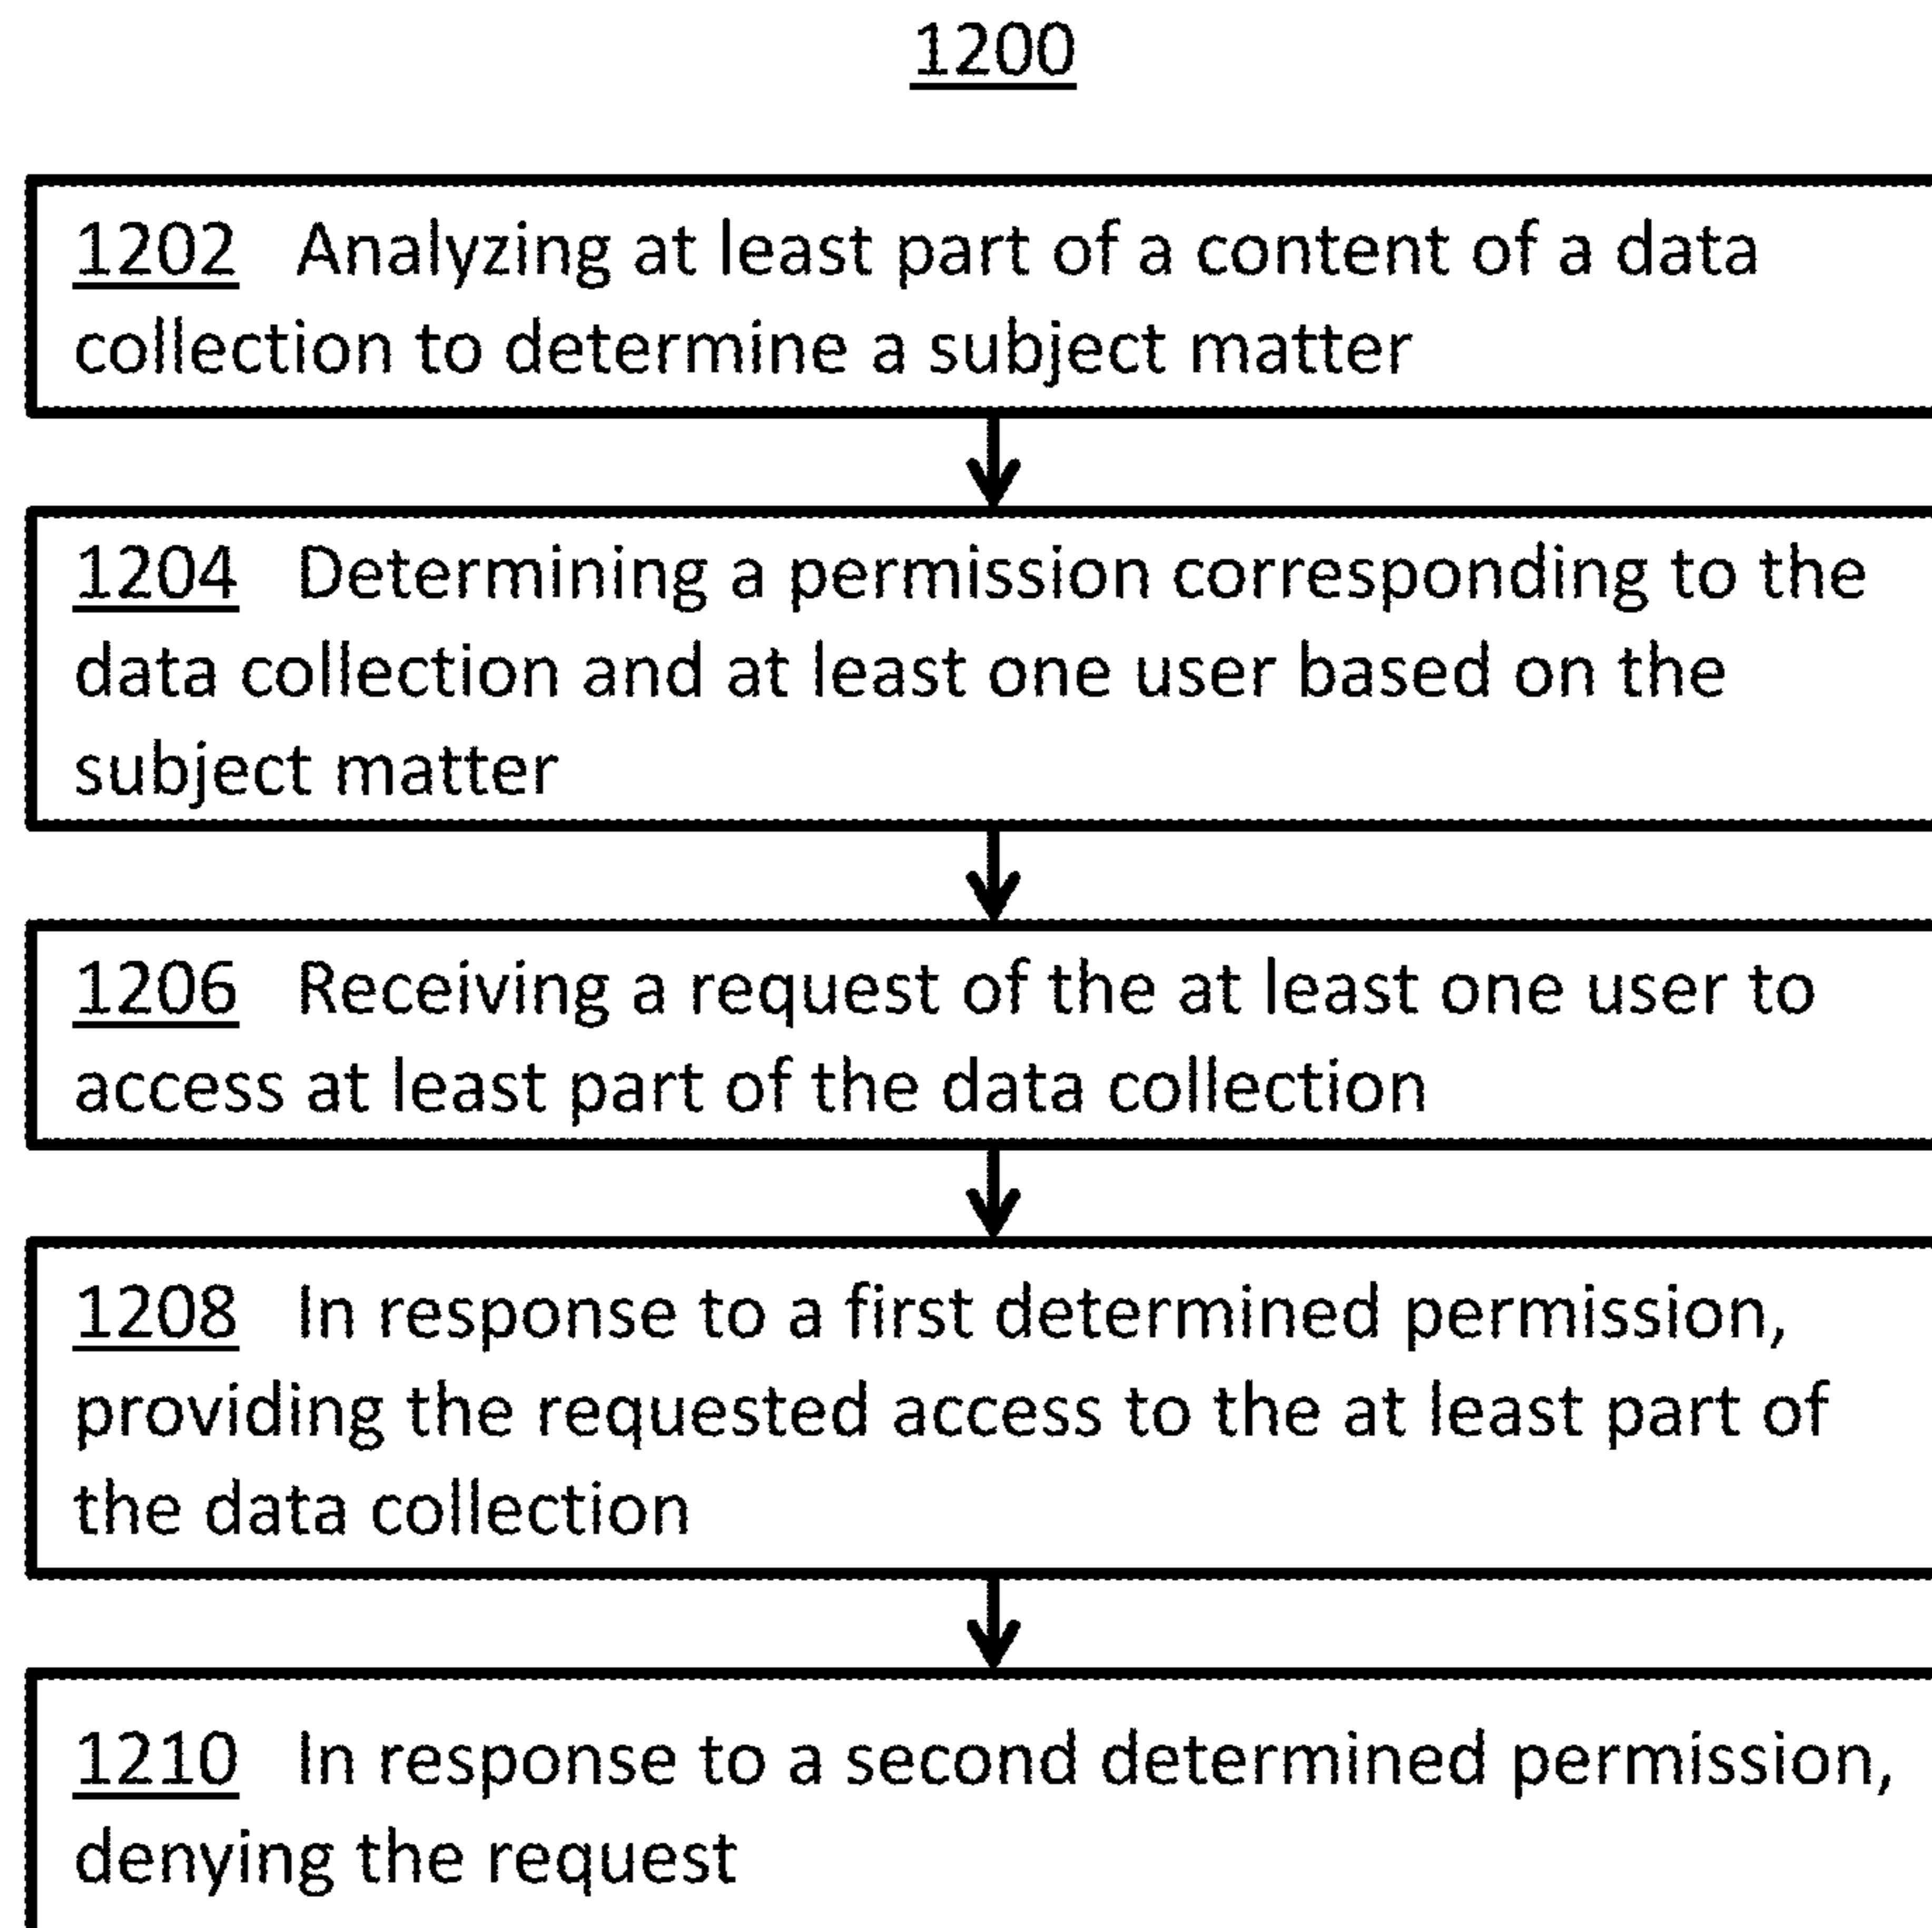 1200
1202 Analyzing at least part of a content of a data
collection to determine a subject matter
1204 Determining a permission corresponding to the
data collection and at least one user based on the
subject matter
1206 Receiving a request of the at least one user to
access at least part of the data collection
1208 In response to a first determined permission,
providing the requested access to the at least part of
the data collection
1210 In response to a second determined permission,
denying the request